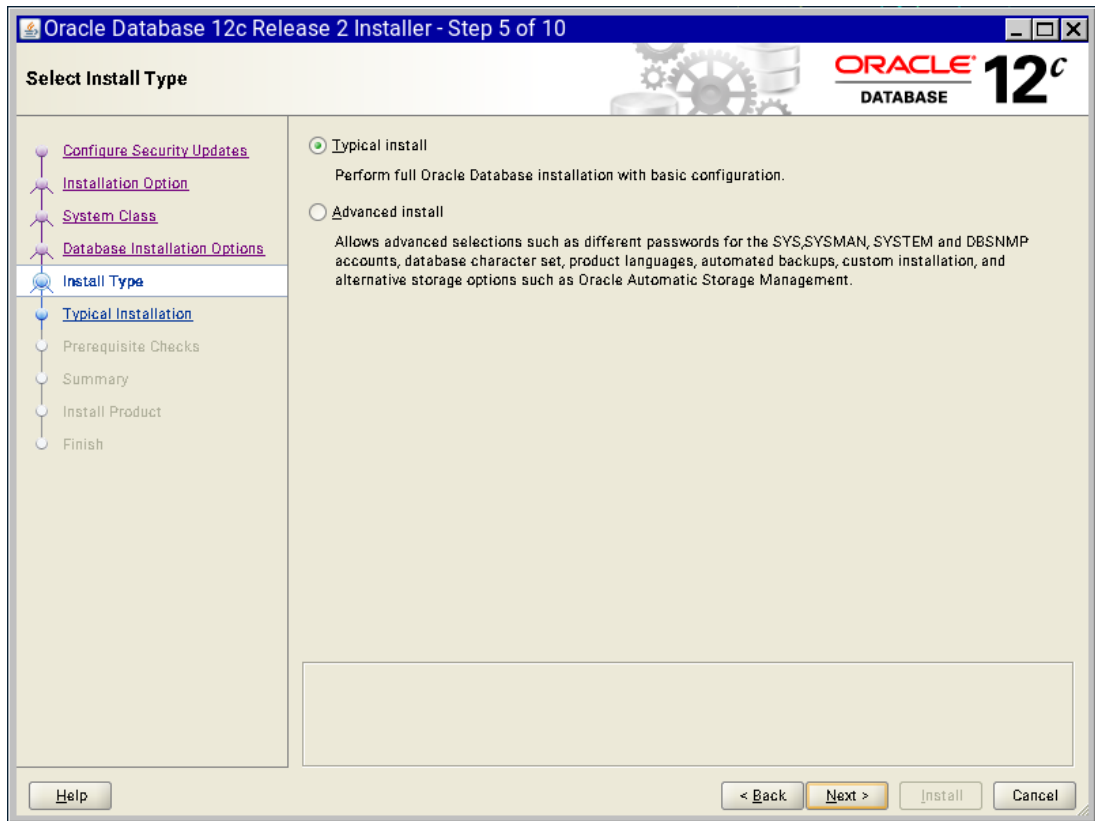 Oracle Database 12c Release 2 Installer - Step 5 of 10
Select Install Type
ORACLE
DATABASE
12c
Configure Security Updates
Installation Option
System Class
Database Installation Options
Install Type
Typical Installation
Prerequisite Checks
Summary
Install Product
Finish
Typical install
Perform full Oracle Database installation with basic configuration.
Advanced install
Allows advanced selections such as different passwords for the SYS,SYSMAN, SYSTEM and DBSNMP
accounts, database character set, product languages, automated backups, custom installation, and
alternative storage options such as Oracle Automatic Storage Management.
Help
< Back
Next >
Install
Cancel